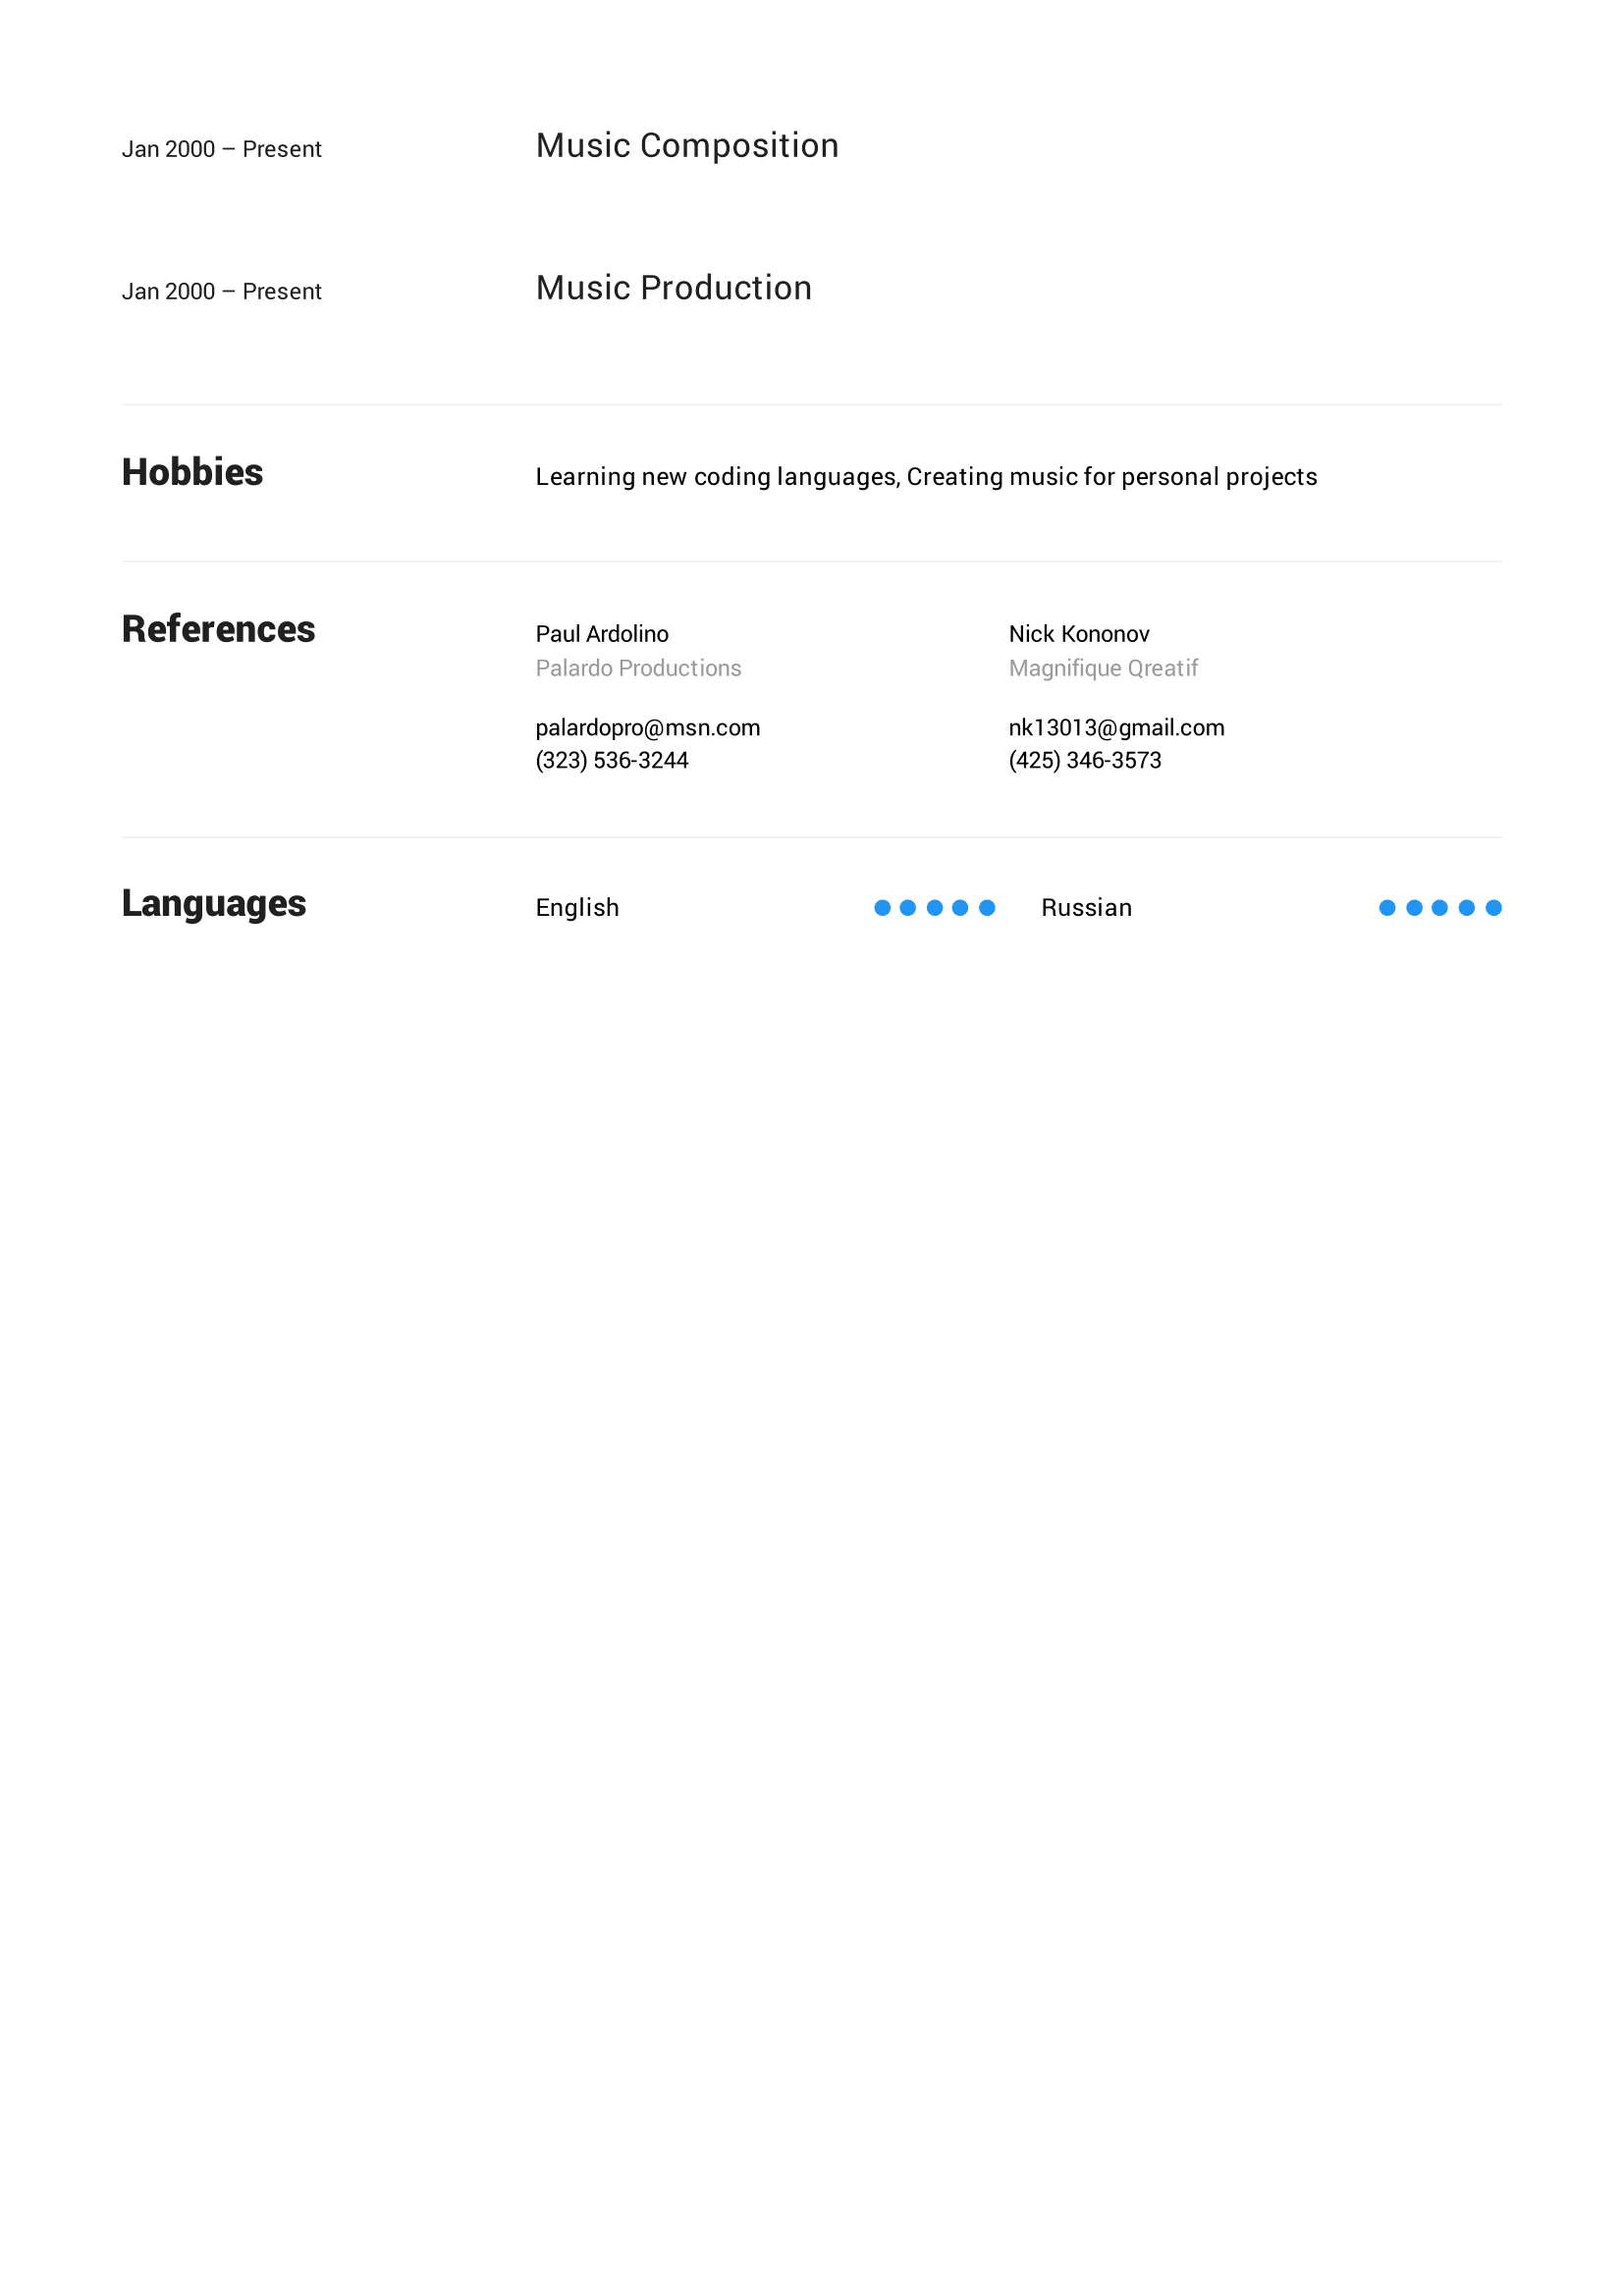 Jan 2000 – Present
Music Composition
Jan 2000 – Present
Music Production
Hobbies
Learning new coding languages, Creating music for personal projects
References
Paul Ardolino
Palardo Productions
palardopro@msn.com
(323) 536-3244
Nick Kononov
Magnifique Qreatif
nk13013@gmail.com
(425) 346-3573
Languages
English
Russian